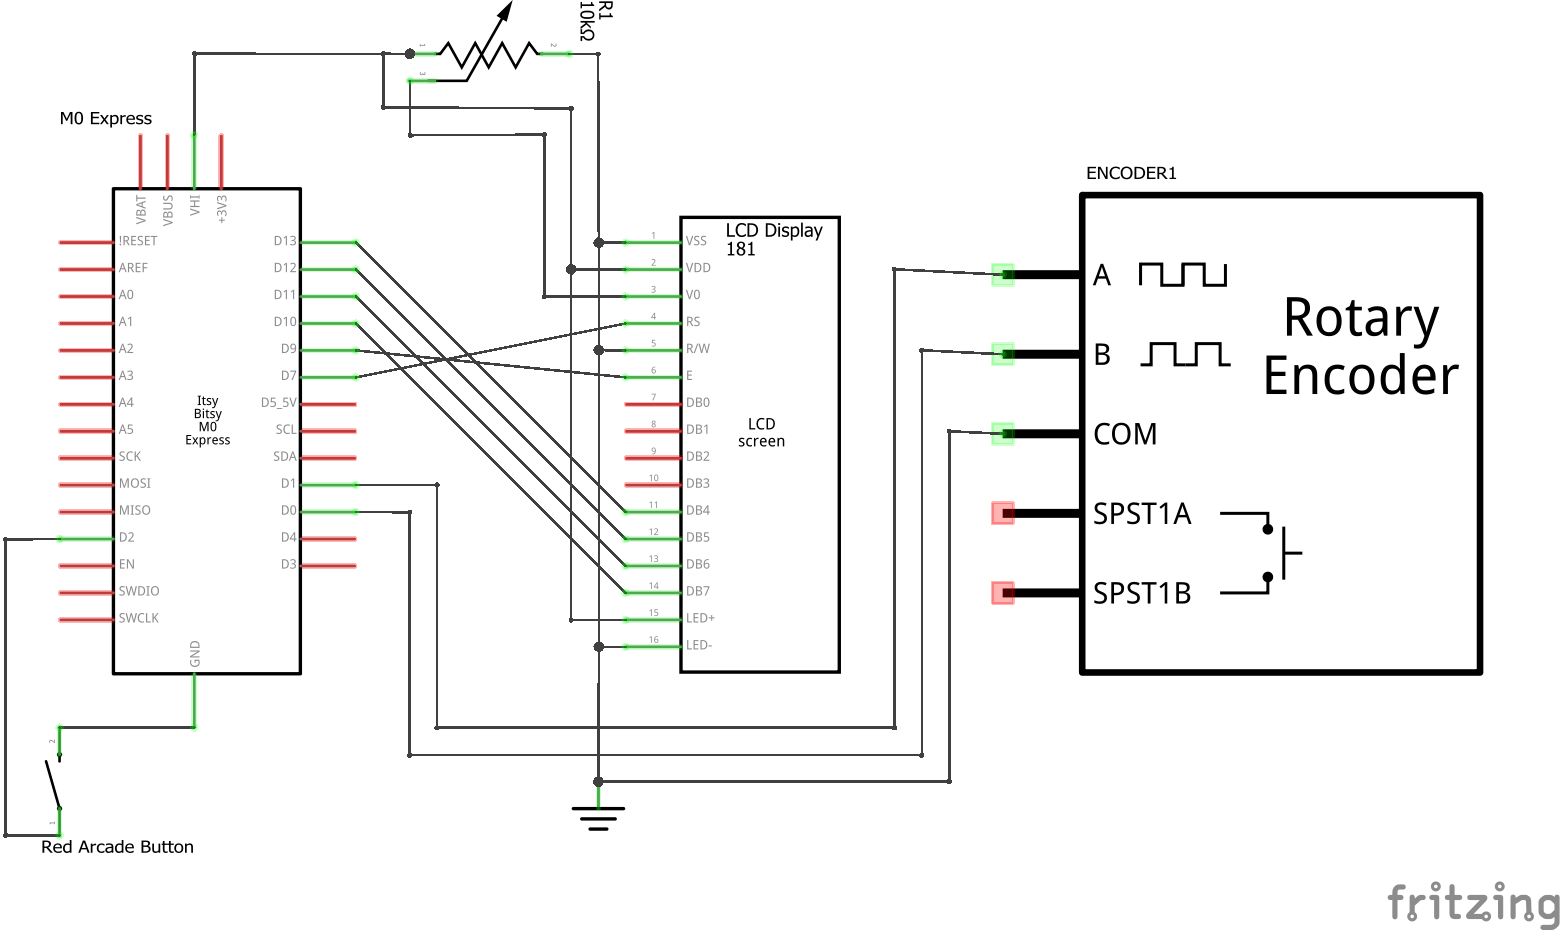 R1
10kΩ
1
2
3
M0 Express
VBAT
VBUS
VHI
+3V3
!RESET
AREF
A0
A1
A2
A3
A4
A5
SCK
MOSI
MISO
D2
EN
SWDIO
SWCLK
D13
D12
D11
D10
D9
D7
D5_5V
SCL
SDA
D1
D0
D4
D3
Itsy
Bitsy
M0
Express
GND
2
1
Red Arcade Button
LCD Display
181
1 VSS
2 VDD
3 V0
4 RS
5 R/W
6 E
7 DB0
8 DB1
9 DB2
10 DB3
11 DB4
12 DB5
13 DB6
14 DB7
15 LED+
16 LED-
LCD
screen
ENCODER1
A
B
COM
SPST1A
SPST1B
Rotary
Encoder
fritzing